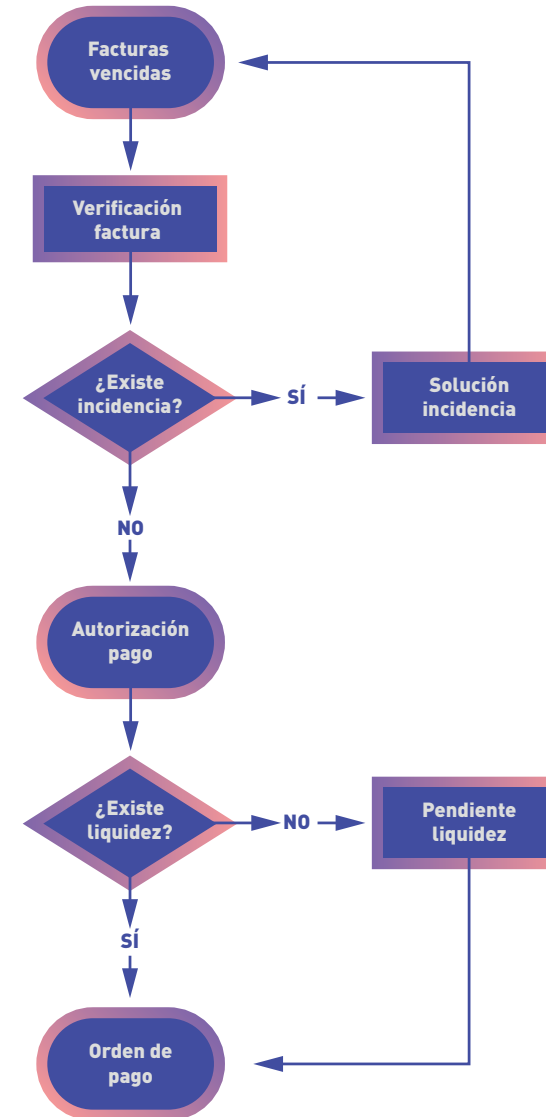 Facturas
vencidas
Verificación
factura
¿Existe
incidencia?
SÍ
Solución
incidencia
NO
Autorización
pago
¿Existe
liquidez?
NO
Pendiente
liquidez
SÍ
Orden de
pago